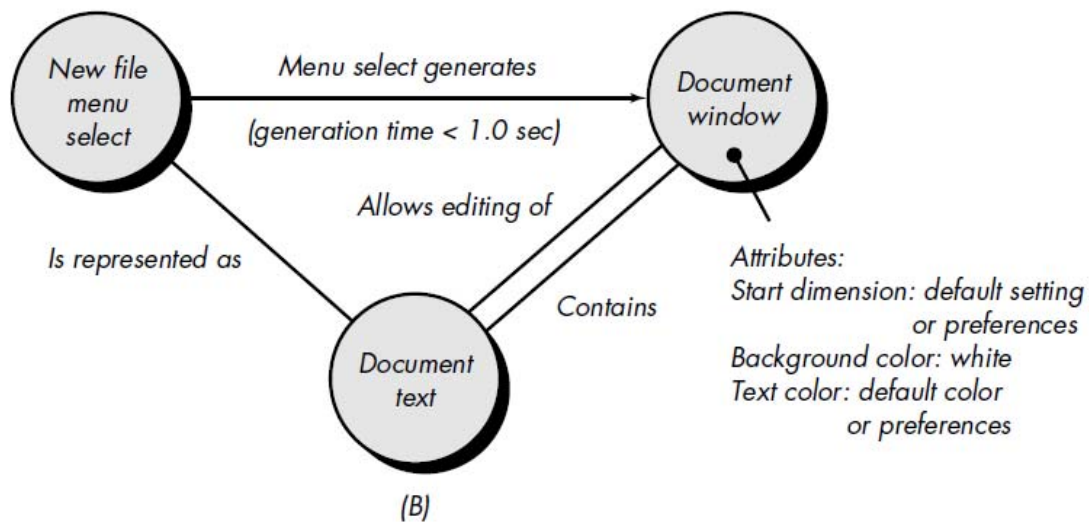 New file
menu
select
Menu select generates
(generation time < 1.0 sec)
Document
window
Allows editing of
Is represented as
Contains
Document
text
Attributes:
Start dimension: default setting
or preferences
Background color: white
Text color: default color
or preferences
(B)